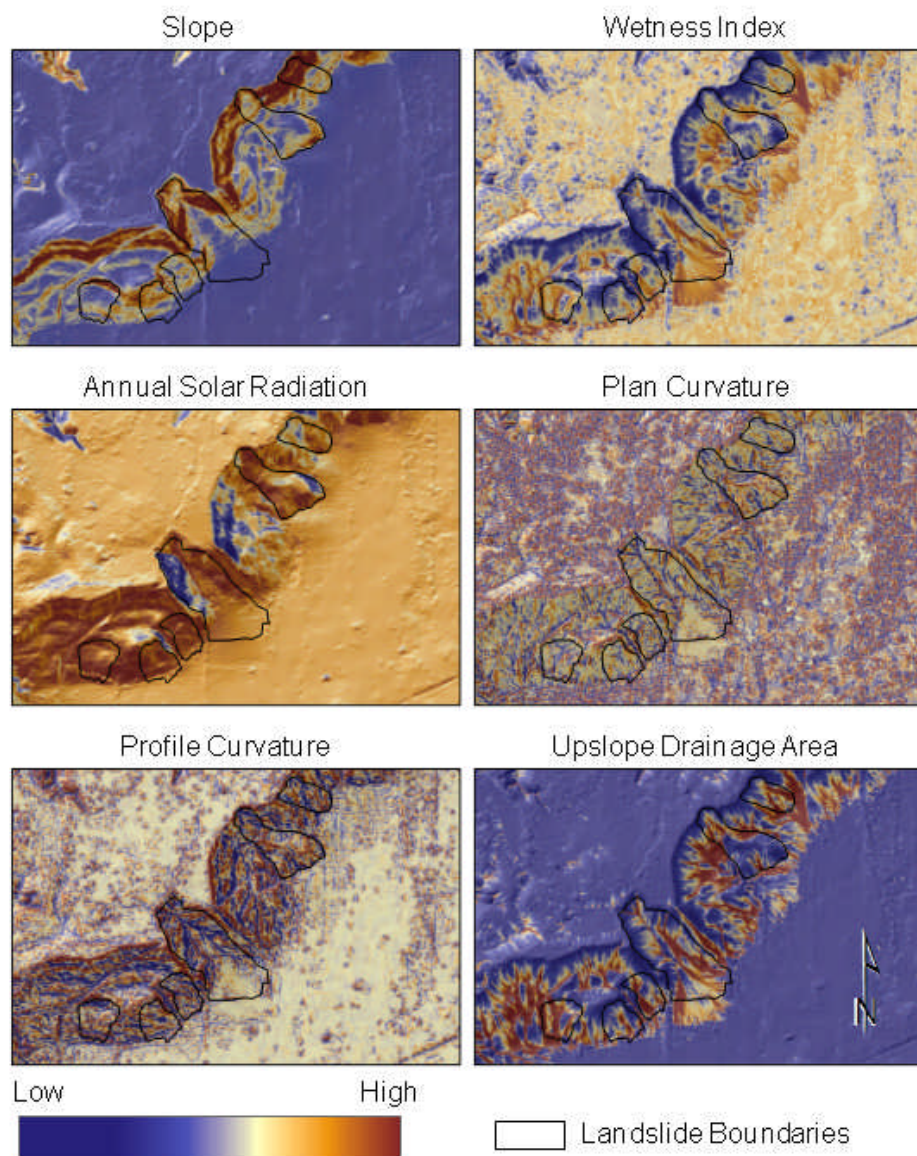 Slope
Wetness Index
Annual Solar Radiation
Plan Curvature
Profile Curvature
Upslope Drainage Area
N
Low
High
Landslide Boundaries